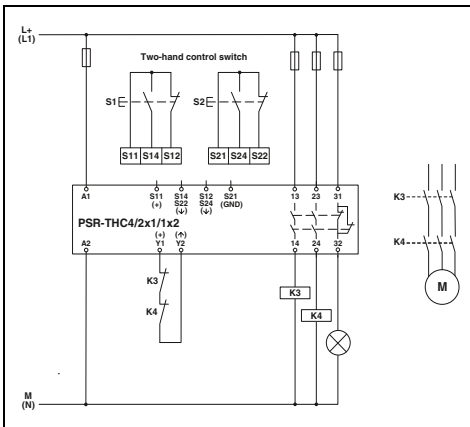 L+
(L1)
Two-hand control switch
S1
S2
S11 S14 S12
S21 S24 S22
A1
S11
(+)
S14
S22
(↓)
S12
S24
(↓)
S21
(GND)
13 23 31
PSR-THC4/2x1/1x2
A2
(+)
Y1
(↑)
Y2
14 24 32
K3
K4
K3
K4
K3
K4
M
M
(N)